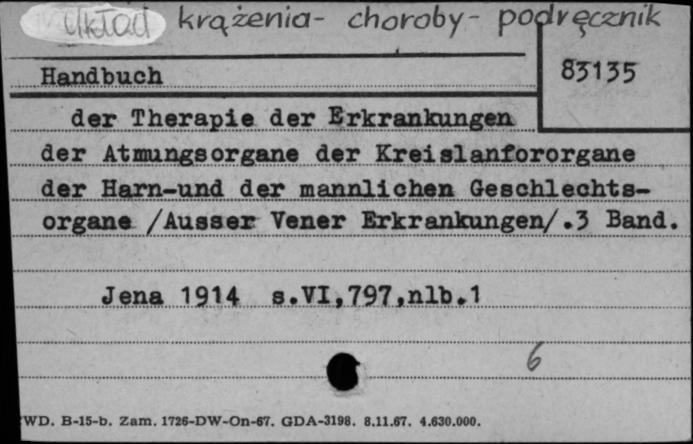 Układ krążenia - choroby - podręcznik
Handbuch
83135
der Therapie der Erkrankungen
der Atmungsorgane der Kreislanfororgane
der Harn-und der mannlichen Geschlechts-
organe /Ausser Vener Erkrankungen/.3 Band.
Jena 1914 s.VI,797,nlb.1
6
WD. B-15-b. Zam. 1726-DW-On-67. GDA-3198. 8.11.67. 4.630.000.